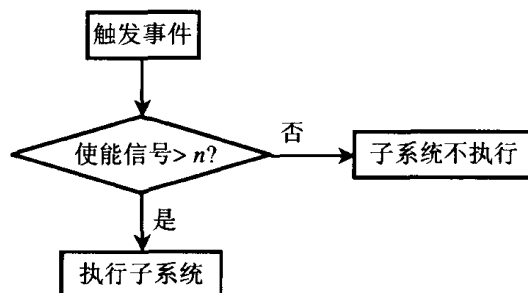 触发事件
使能信号> n?
否
子系统不执行
是
执行子系统